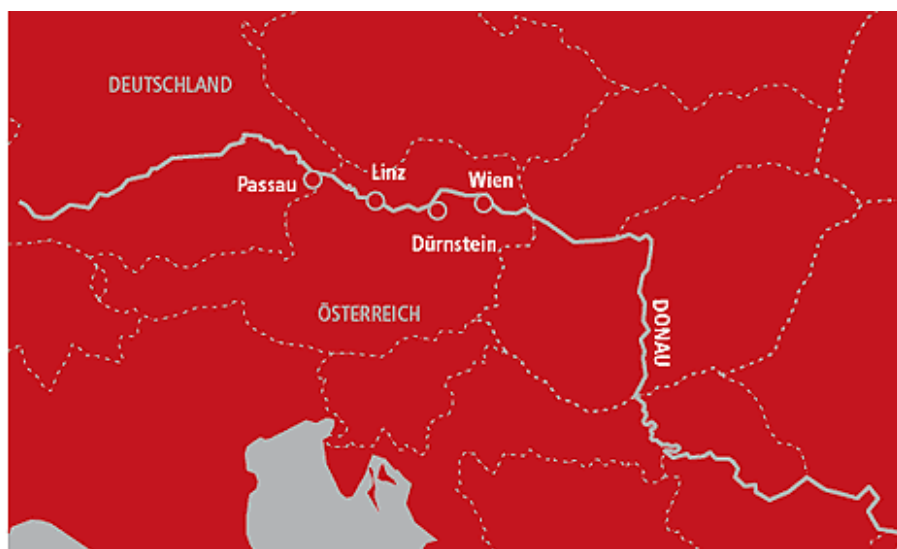 DEUTSCHLAND
Linz
Passau
Wien
Dürnstein
ÖSTERREICH
DONAU